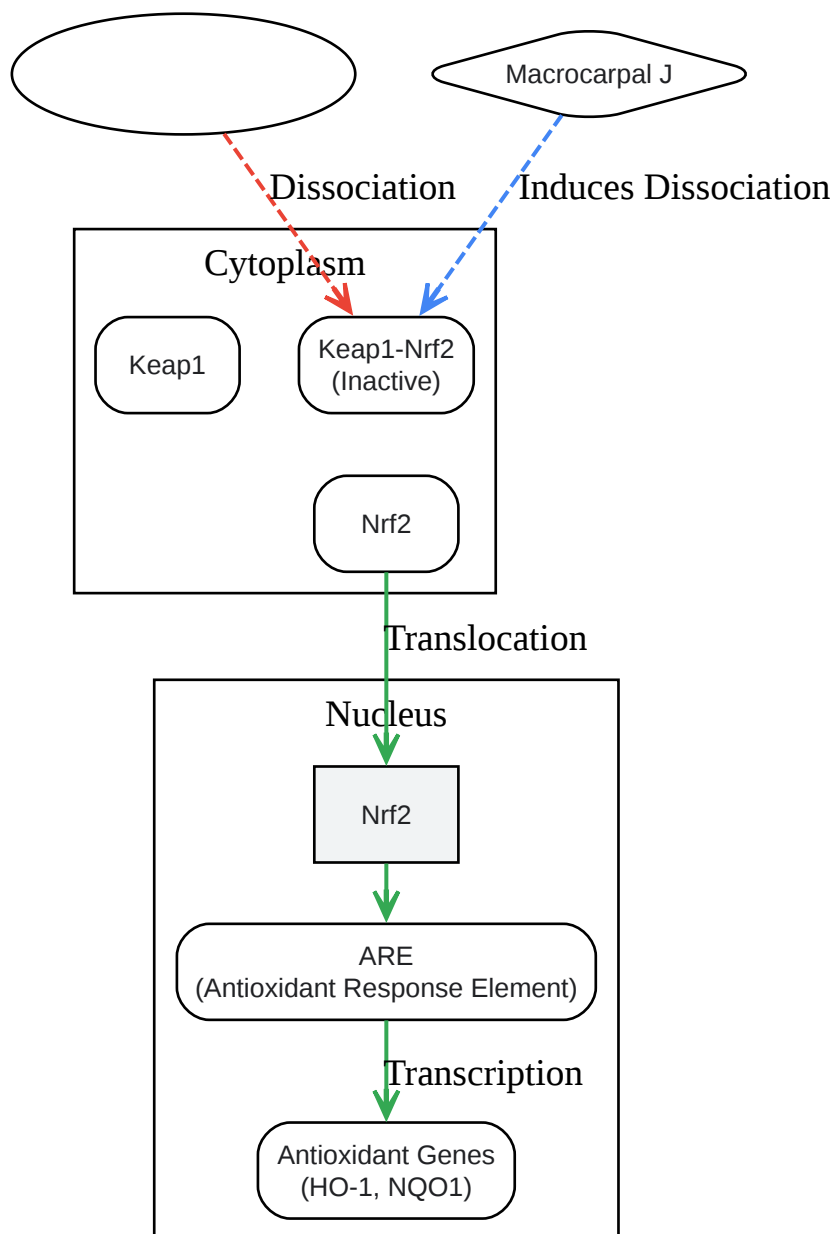 Macrocarpal J
Dissociation
Induces Dissociation
Cytoplasm
Keap1
Keap1-Nrf2
(Inactive)
Nrf2
Translocation
Nucleus
Nrf2
ARE
(Antioxidant Response Element)
Transcription
Antioxidant Genes
(HO-1, NQO1)